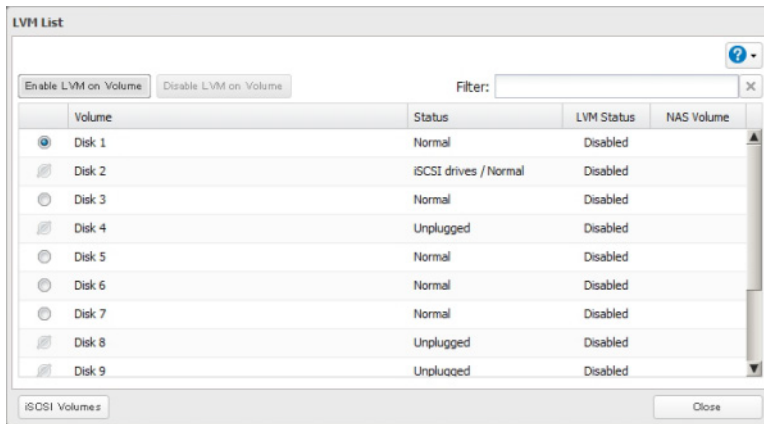 LVM List
?
Enable LVM on Volume Disable LVM on Volume Filter:
Volume Status LVM Status NAS Volume
Disk 1 Normal Disabled
Disk 2 iSCSI drives / Normal Disabled
Disk 3 Normal Disabled
Disk 4 Unplugged Disabled
Disk 5 Normal Disabled
Disk 6 Normal Disabled
Disk 7 Normal Disabled
Disk 8 Unplugged Disabled
Disk 9 Unplugged Disabled
iSCSI Volumes Close